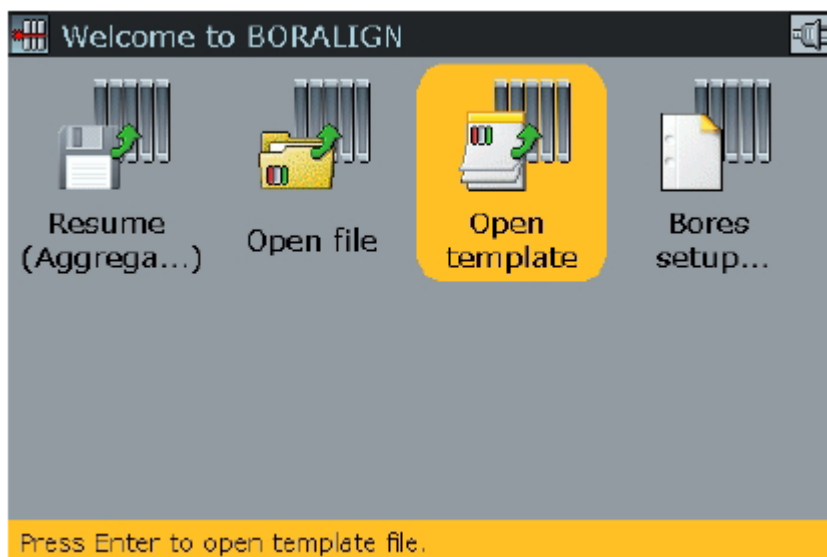 Welcome to BORALIGN
Resume
(Aggrega...)
Open file
Open
template
Bores
setup...
Press Enter to open template file.